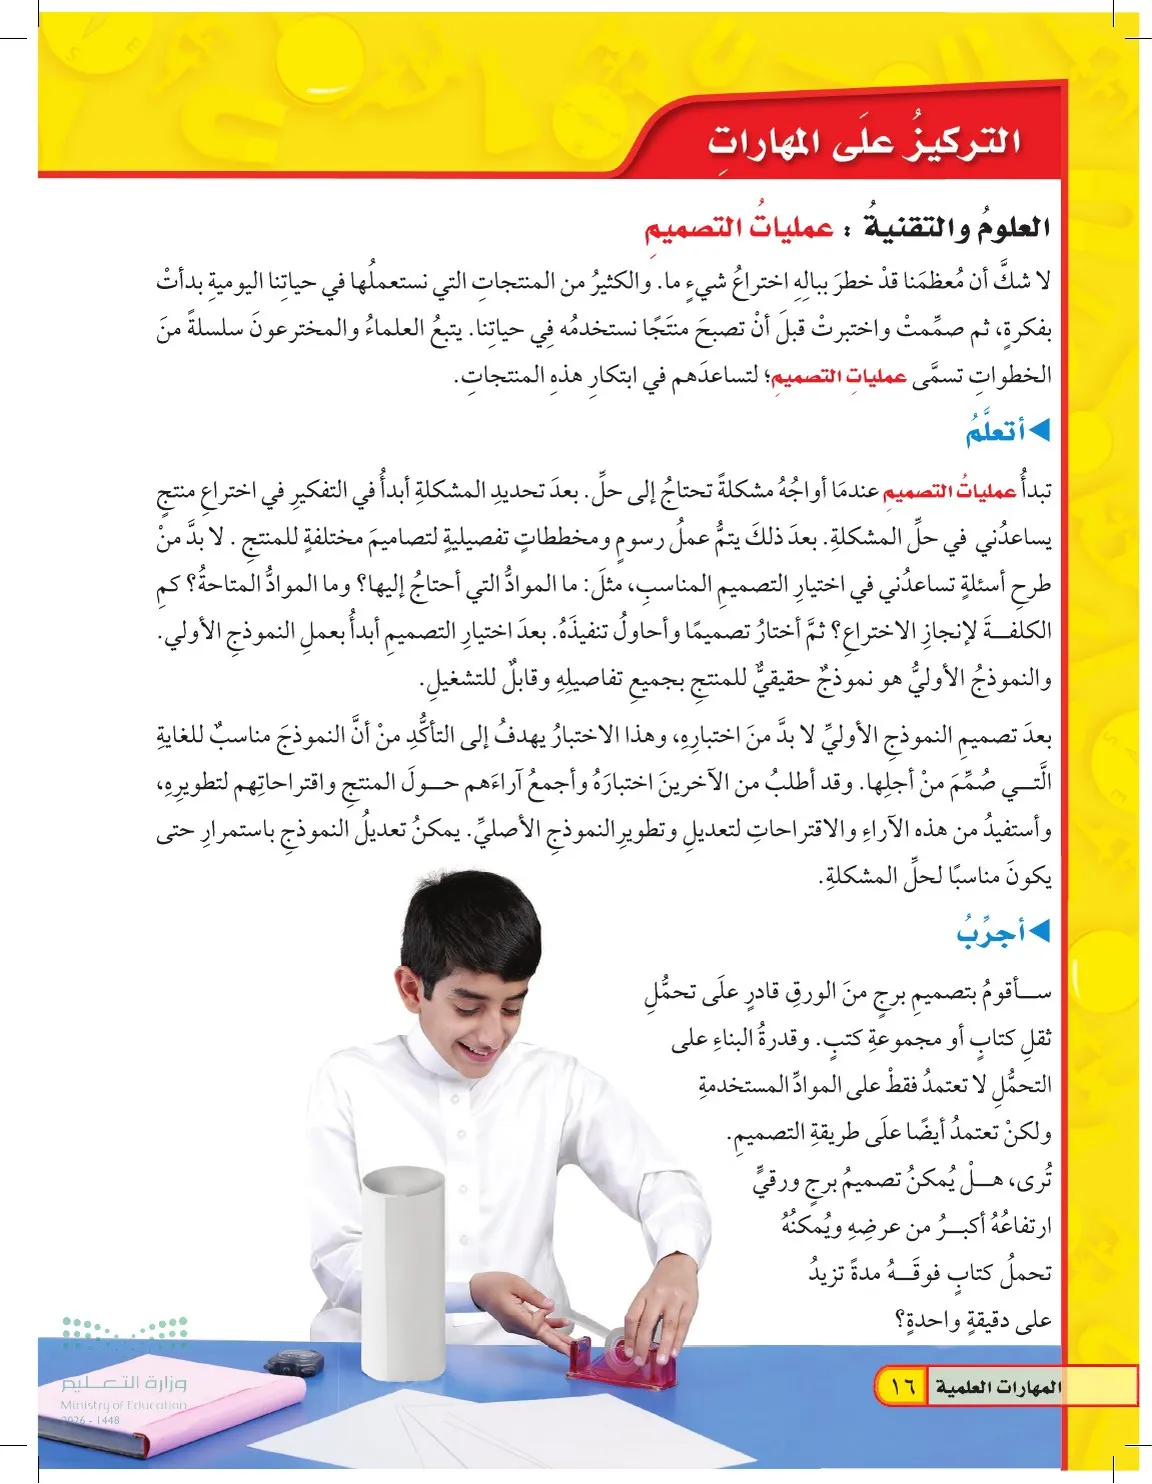 التركيزُ علَى المهاراتِ
العلومُ والتقنيةُ : عملياتُ التصميمِ
لا شكَّ أن مُعظمَنا قدْ خطرَ ببالِهِ اختراعُ شيءٍ ما. والكثيرُ من المنتجاتِ التي نستعملُها في حياتِنا اليوميةِ بدأتْ
بفكرةٍ، ثم صمِّمتْ واختبرتْ قبلَ أنْ تصبحَ منتَجًا نستخدمُه فِي حياتِنا. يتبعُ العلماءُ والمخترعونَ سلسلةً منَ
الخطواتِ تسمَّى عملياتِ التصميمِ؛ لتساعدَهم في ابتكارِ هذهِ المنتجاتِ.
أتعلَّمُ
تبدأُ عملياتُ التصميمِ عندمَا أواجُهُ مشكلةً تحتاجُ إلى حلٍّ. بعدَ تحديدِ المشكلةِ أبدأُ في التفكيرِ في اختراعِ منتجٍ
يساعدُني في حلِّ المشكلةِ. بعدَ ذلكَ يتمُّ عملُ رسومٍ ومخططاتٍ تفصيليةٍ لتصاميمَ مختلفةٍ للمنتجِ . لا بدَّ منْ
طرحِ أسئلةٍ تساعدُني في اختيارِ التصميمِ المناسبِ، مثلَ: ما الموادُّ التي أحتاجُ إليها؟ وما الموادُّ المتاحةُ؟ كمِ
الكلفـــةَ لإنجازِ الاختراعِ؟ ثمَّ أختارُ تصميمًا وأحاولُ تنفيذَهُ. بعدَ اختيارِ التصميمِ أبدأُ بعملِ النموذجِ الأولي.
والنموذجُ الأوليُّ هو نموذجٌ حقيقيٌّ للمنتجِ بجميعِ تفاصيلِهِ وقابلٌ للتشغيلِ.
بعدَ تصميمِ النموذجِ الأوليِّ لا بدَّ منَ اختبارِهِ، وهذا الاختبارُ يهدفُ إلى التأكُّدِ منْ أنَّ النموذجَ مناسبٌ للغايةِ
الَّتـــي صُمِّمَ منْ أجلِها. وقد أطلبُ من الآخرينَ اختبارَهُ وأجمعُ آراءَهم حـــولَ المنتجِ واقتراحاتِهم لتطويرِهِ،
وأستفيدُ من هذه الآراءِ والاقتراحاتِ لتعديلِ وتطويرِالنموذجِ الأصليِّ. يمكنُ تعديلُ النموذجِ باستمرارِ حتى
يكونَ مناسبًا لحلِّ المشكلةِ.
أجرِّبُ
ســـأقومُ بتصميمِ برجٍ منَ الورقِ قادرٍ علَى تحمُّلِ
ثقلِ كتابٍ أو مجموعةِ كتبٍ. وقدرةُ البناءِ على
التحمُّلِ لا تعتمدُ فقطْ على الموادِّ المستخدمةِ
ولكنْ تعتمدُ أيضًا علَى طريقةِ التصميمِ.
تُرى، هـــلْ يُمكنُ تصميمُ برجٍ ورقيٍّ
ارتفاعُهُ أكبـــرُ من عرضِهِ ويُمكنُهُ
تحملُ كتابٍ فوقَـــهُ مدةً تزيدُ
على دقيقةٍ واحدةٍ؟
وزارة التعـــليم
Ministry of Education
2026 - 1448
المهارات العلمية ١٦